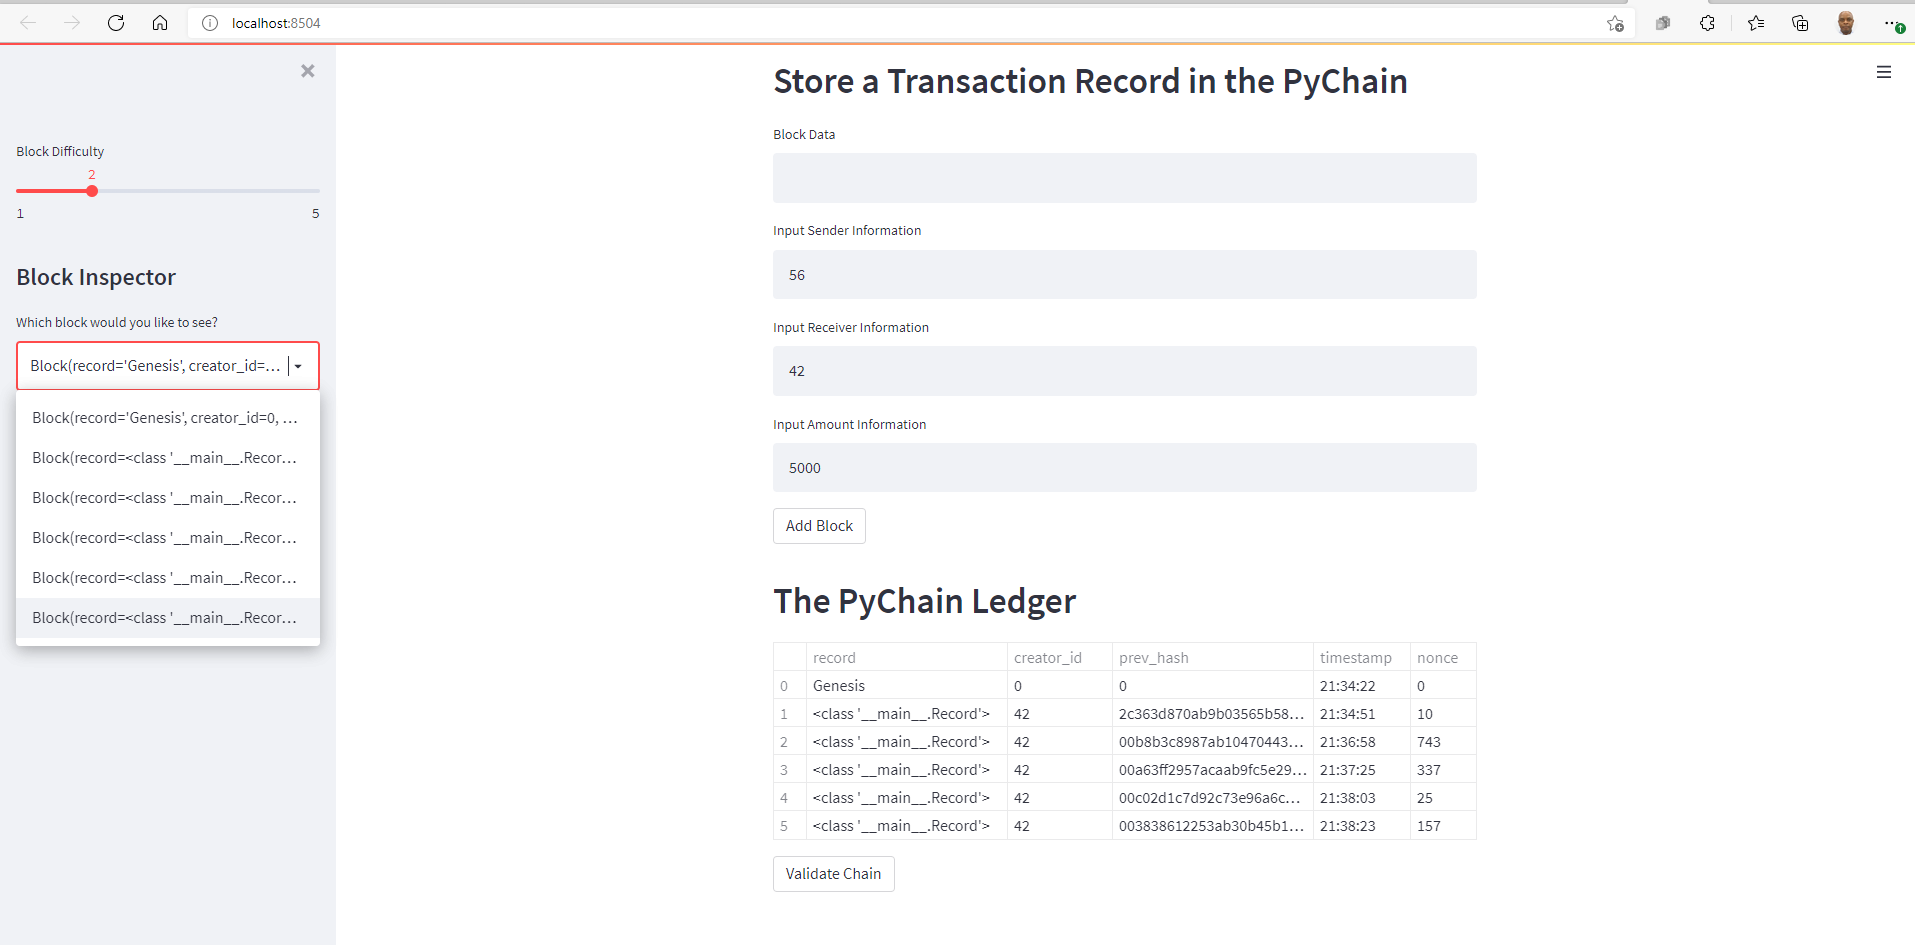 localhost:8504
Block Difficulty
2
1 5
Block Inspector
Which block would you like to see?
Block(record='Genesis', creator_id=...
Block(record='Genesis', creator_id=0, ...
Block(record=<class '__main__.Recor...
Block(record=<class '__main__.Recor...
Block(record=<class '__main__.Recor...
Block(record=<class '__main__.Recor...
Block(record=<class '__main__.Recor...
Store a Transaction Record in the PyChain
Block Data
Input Sender Information
56
Input Receiver Information
42
Input Amount Information
5000
Add Block
The PyChain Ledger
record creator_id prev_hash timestamp nonce
0 Genesis 0 0 21:34:22 0
1 <class '__main__.Record'> 42 2c363d870ab9b03565b58... 21:34:51 10
2 <class '__main__.Record'> 42 00b8b3c8987ab10470443... 21:36:58 743
3 <class '__main__.Record'> 42 00a63ff2957acaab9fc5e29... 21:37:25 337
4 <class '__main__.Record'> 42 00c02d1c7d92c73e96a6c... 21:38:03 25
5 <class '__main__.Record'> 42 003838612253ab30b45b1... 21:38:23 157
Validate Chain